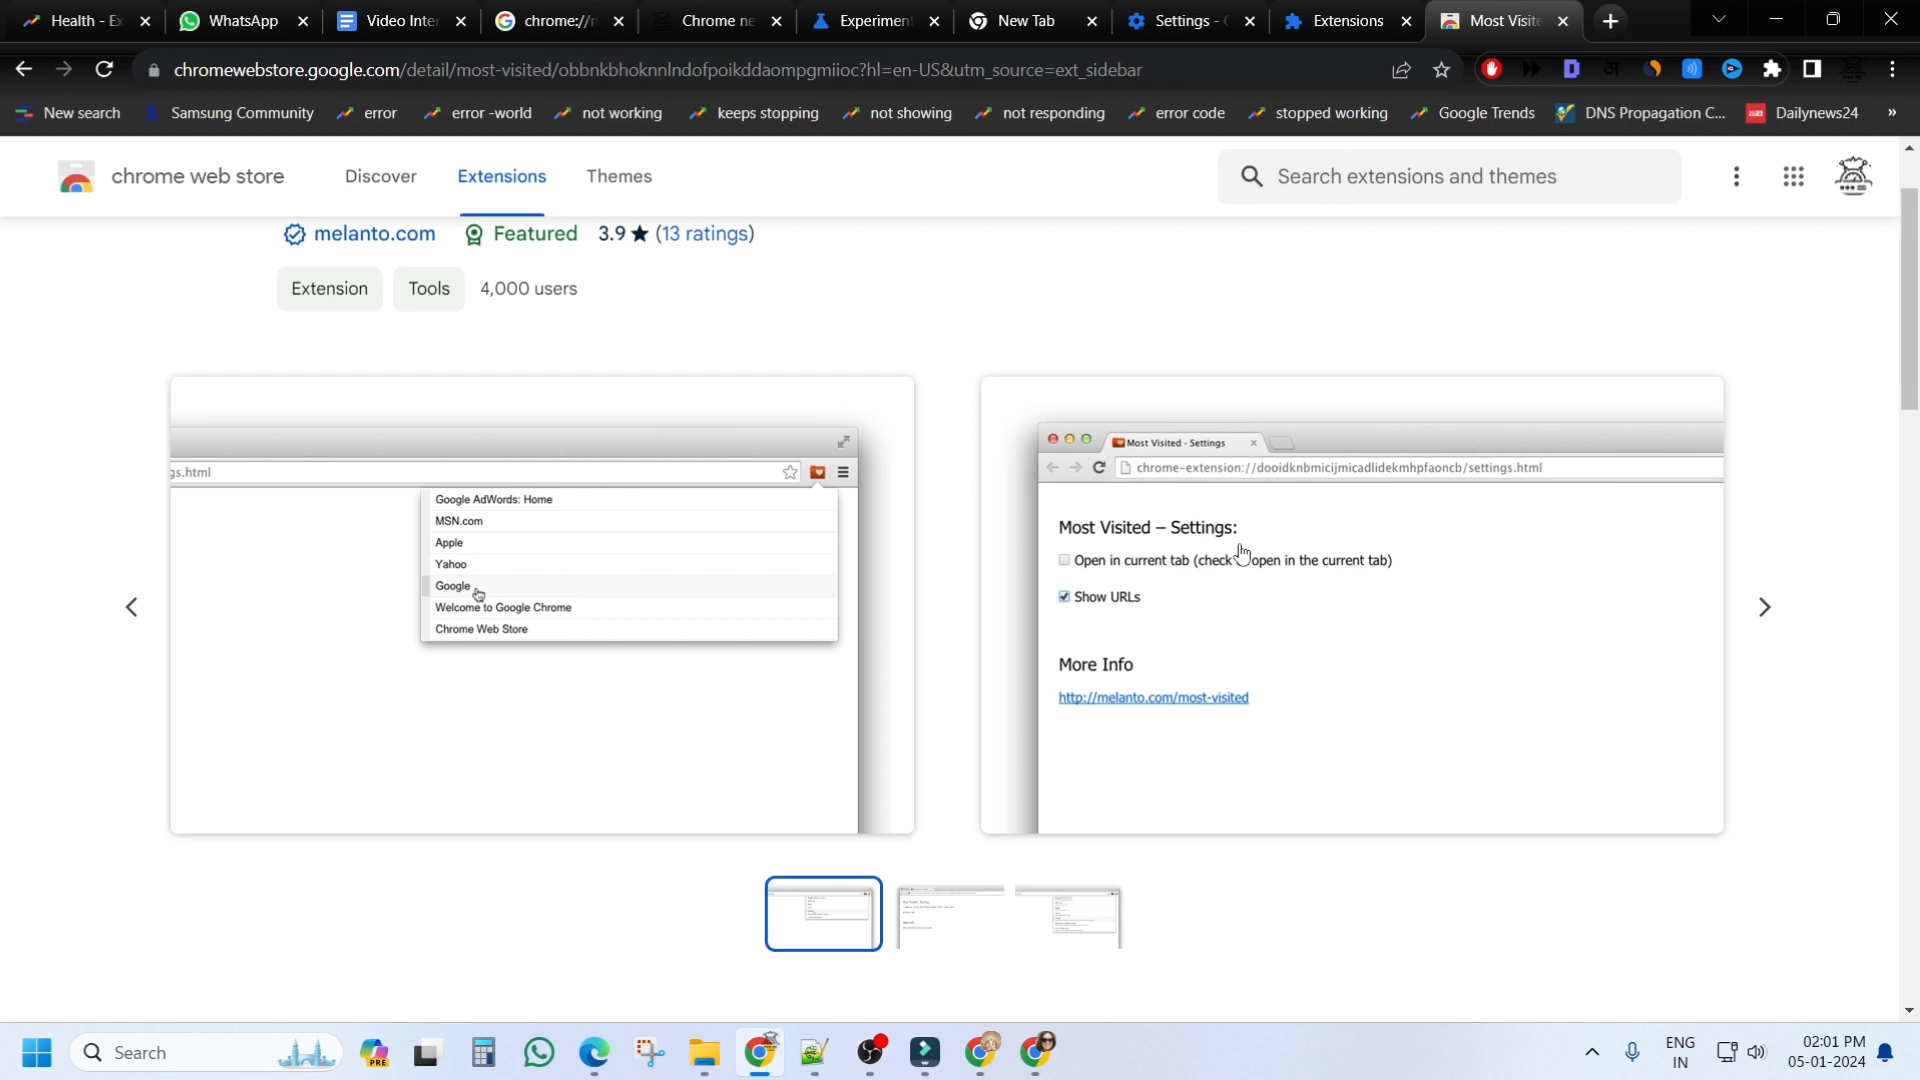 Health - Ex
WhatsApp
Video Inter
chrome://n
Chrome ne
Experiment
New Tab
Settings - C
Extensions
Most Visite
chromewebstore.google.com/detail/most-visited/obbnkbhoknnlndofpoikddaompgmiioc?hl=en-US&utm_source=ext_sidebar
New search
Samsung Community
error
error -world
not working
keeps stopping
not showing
not responding
error code
stopped working
Google Trends
DNS Propagation C...
Dailynews24
»
chrome web store
Discover
Extensions
Themes
Search extensions and themes
melanto.com
Featured
3.9★ (13 ratings)
Extension
Tools
4,000 users
gs.html
Google AdWords: Home
MSN.com
Apple
Yahoo
Google
Welcome to Google Chrome
Chrome Web Store
Most Visited - Settings
chrome-extension://dooidknbmicijmicadlidekmhpfaoncb/settings.html
Most Visited – Settings:
Open in current tab (check open in the current tab)
Show URLs
More Info
http://melanto.com/most-visited
Search
PRE
ENG
IN
02:01 PM
05-01-2024